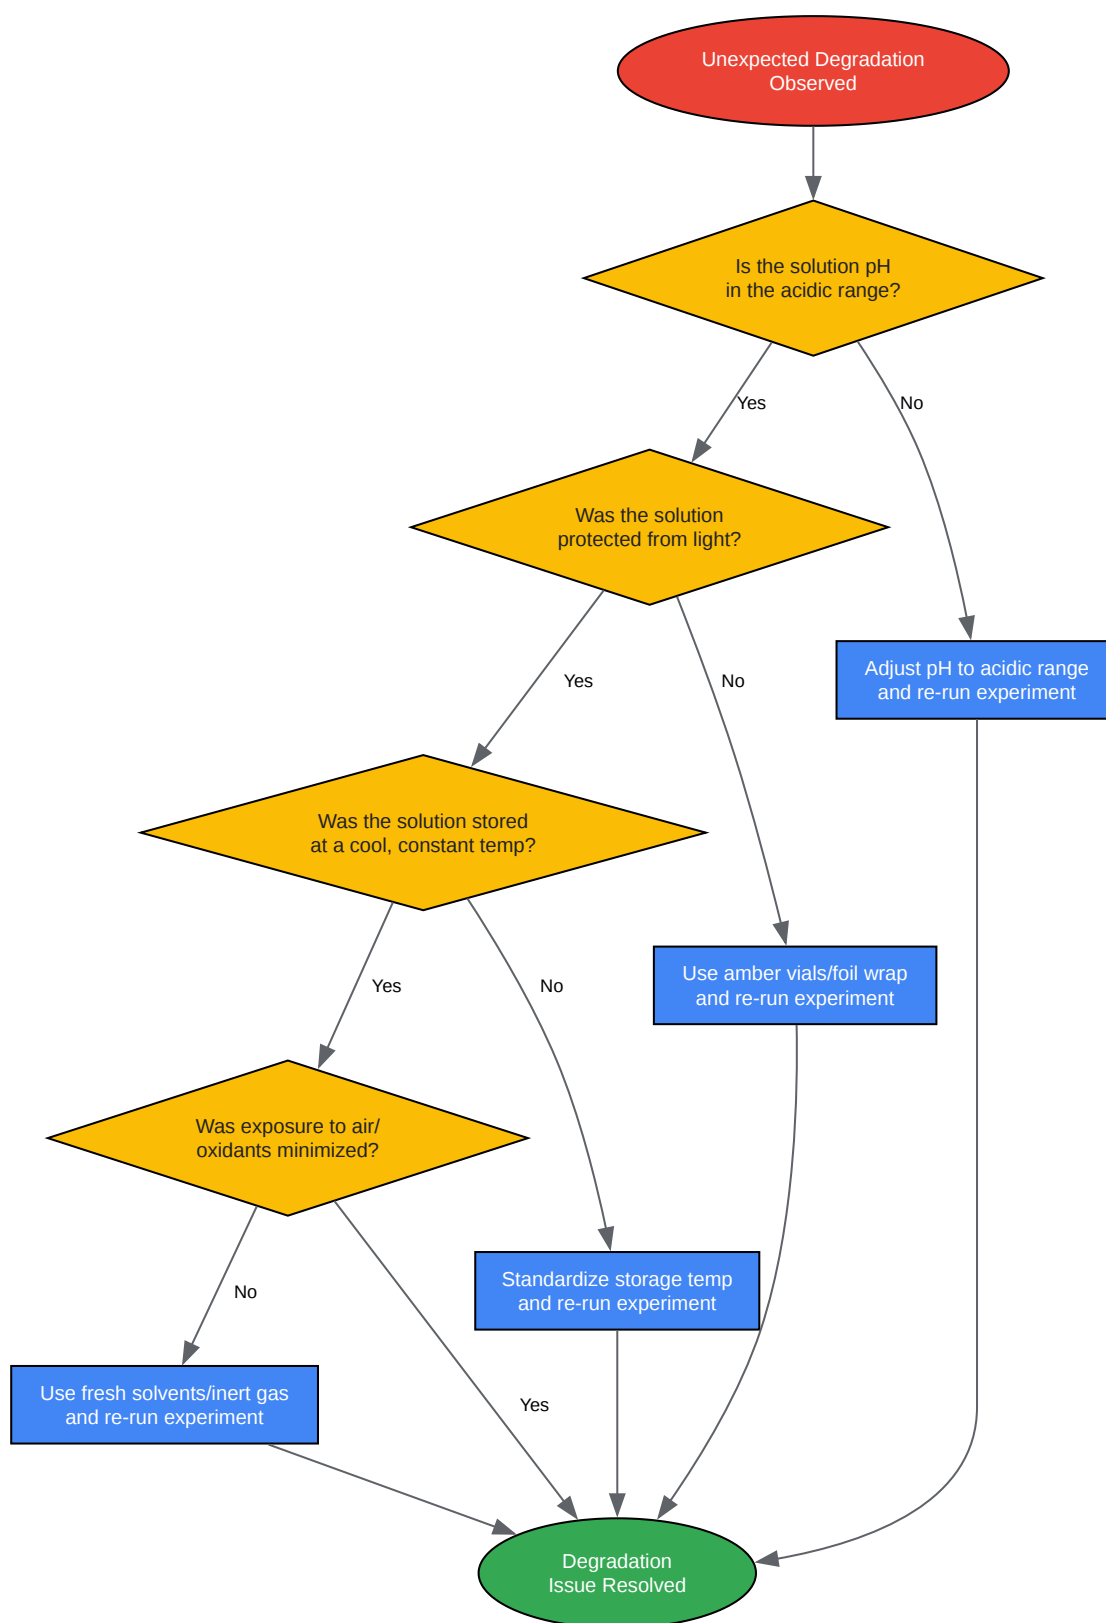 Unexpected Degradation
Observed
Is the solution pH
in the acidic range?
Yes
No
Was the solution
protected from light?
Yes
No
Adjust pH to acidic range
and re-run experiment
Was the solution stored
at a cool, constant temp?
Yes
No
Use amber vials/foil wrap
and re-run experiment
Was exposure to air/
oxidants minimized?
No
Yes
Standardize storage temp
and re-run experiment
Use fresh solvents/inert gas
and re-run experiment
Degradation
Issue Resolved